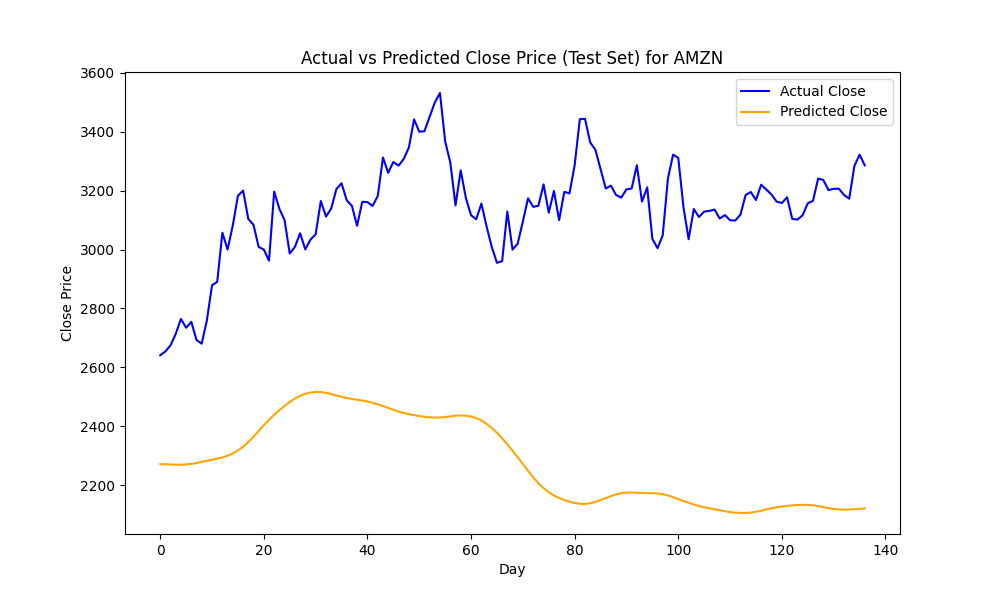 Actual vs Predicted Close Price (Test Set) for AMZN
Actual Close
Predicted Close
Close Price
3600
3400
3200
3000
2800
2600
2400
2200
0 20 40 60 80 100 120 140
Day